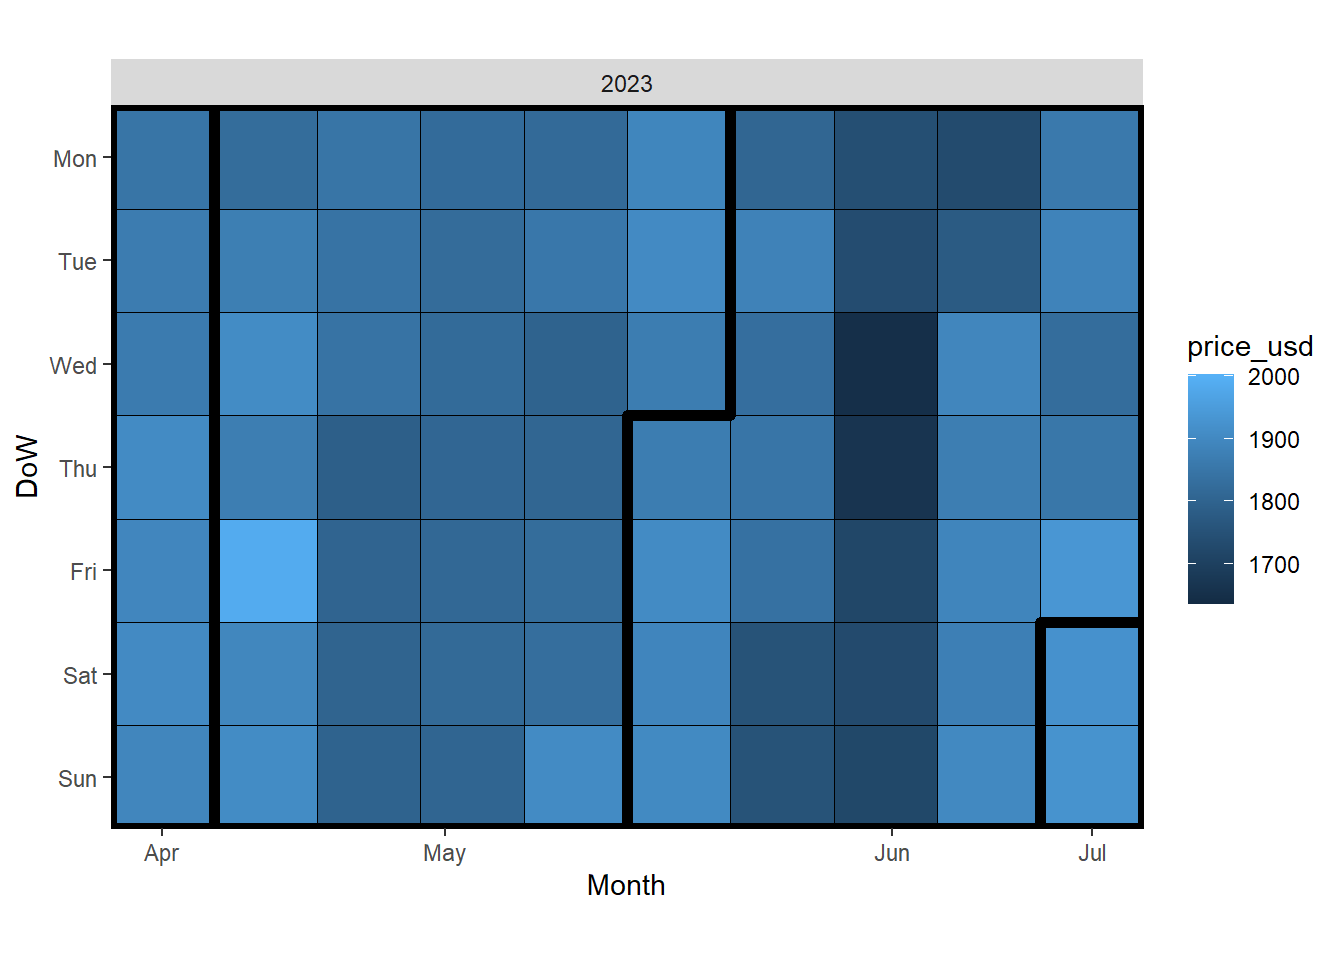 2023
Mon
Tue
Wed
Thu
Fri
Sat
Sun
DoW
Apr
May
Jun
Jul
Month
price_usd
2000
1900
1800
1700